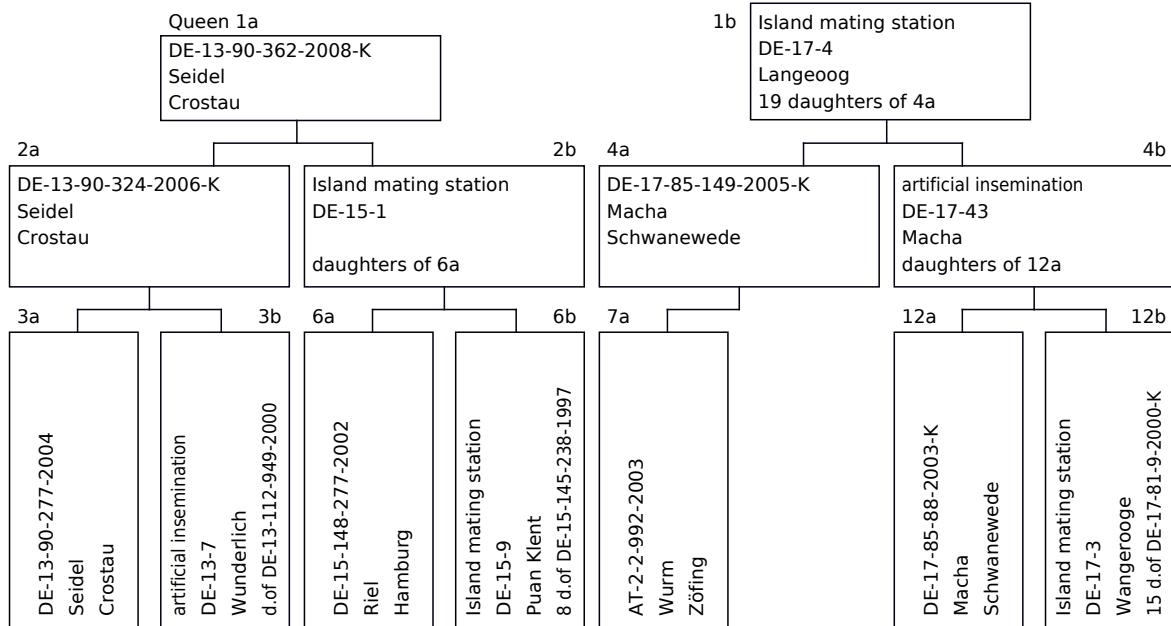 Queen 1a
DE-13-90-362-2008-K
Seidel
Crostau
1b
Island mating station
DE-17-4
Langeoog
19 daughters of 4a
2a
DE-13-90-324-2006-K
Seidel
Crostau
2b
Island mating station
DE-15-1
daughters of 6a
4a
DE-17-85-149-2005-K
Macha
Schwanewede
4b
artificial insemination
DE-17-43
Macha
daughters of 12a
3a
DE-13-90-277-2004
Seidel
Crostau
3b
artificial insemination
DE-13-7
Wunderlich
d.of DE-13-112-949-2000
6a
DE-15-148-277-2002
Riel
Hamburg
6b
Island mating station
DE-15-9
Puan Klent
8 d.of DE-15-145-238-1997
7a
AT-2-2-992-2003
Wurm
Zöfing
12a
DE-17-85-88-2003-K
Macha
Schwanewede
12b
Island mating station
DE-17-3
Wangerooge
15 d.of DE-17-81-9-2000-K